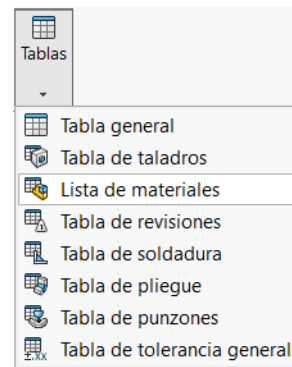 Tablas
Tabla general
Tabla de taladros
Lista de materiales
Tabla de revisiones
Tabla de soldadura
Tabla de pliegue
Tabla de punzones
±.xx Tabla de tolerancia general